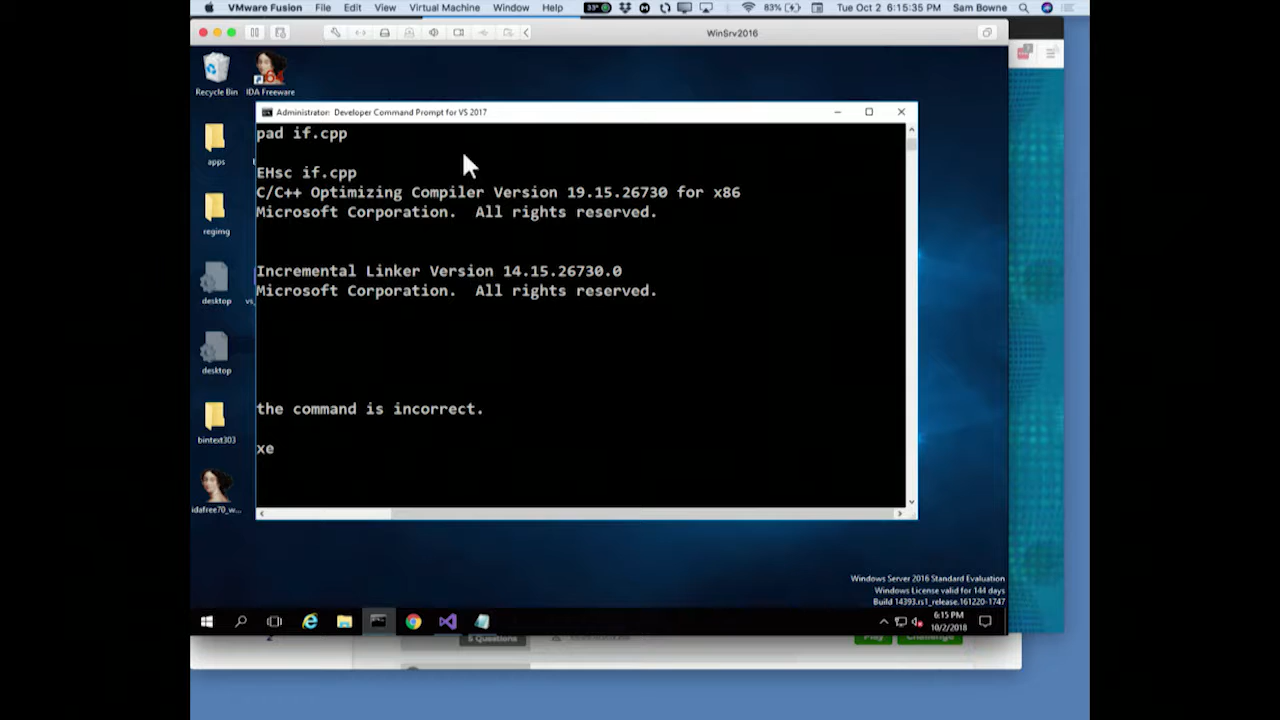 VMware Fusion File Edit View Virtual Machine Window Help 33° 83% Tue Oct 2 6:15:35 PM Sam Bowne
WinSrv2016
Recycle Bin
IDA Freeware
Administrator: Developer Command Prompt for VS 2017
pad if.cpp
apps
EHsc if.cpp
C/C++ Optimizing Compiler Version 19.15.26730 for x86
Microsoft Corporation. All rights reserved.
regimg
Incremental Linker Version 14.15.26730.0
Microsoft Corporation. All rights reserved.
desktop
vs_
desktop
the command is incorrect.
bintext303
xe
idafree70_w...
Windows Server 2016 Standard Evaluation
Windows License valid for 144 days
Build 14393.rs1_release.161220-1747
6:15 PM
10/2/2018
5 Questions
Play
Challenge